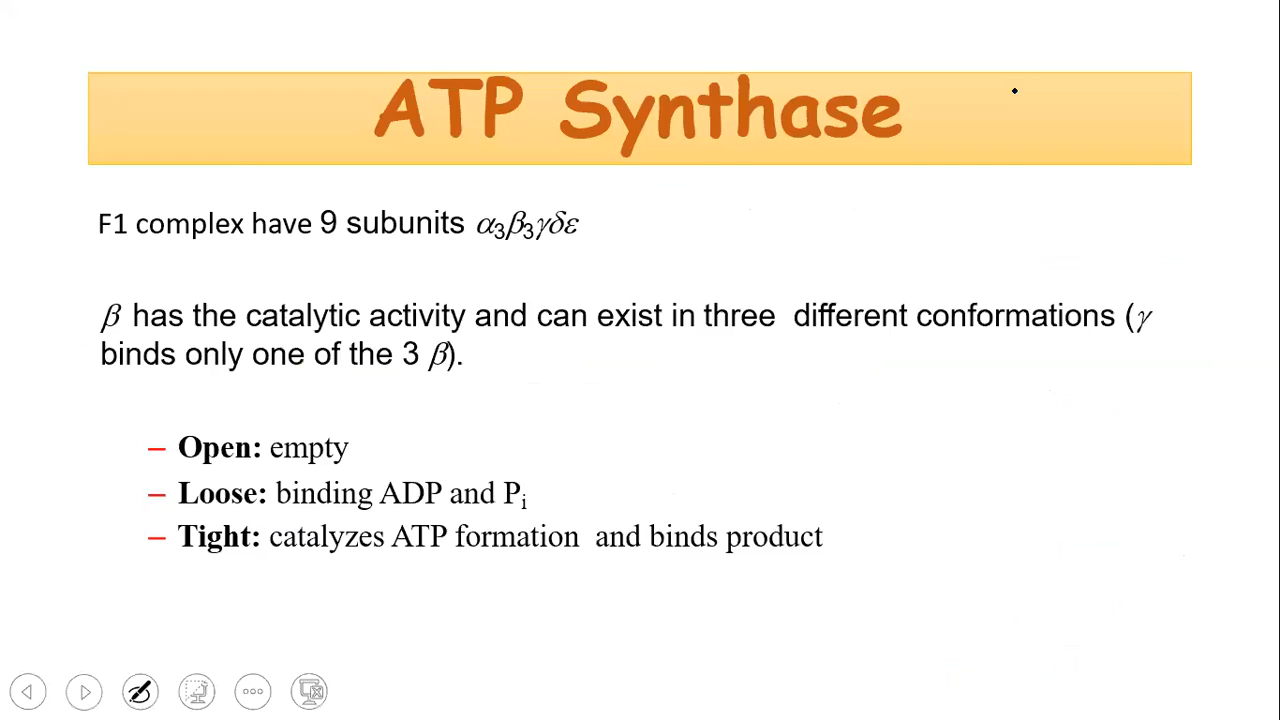 ATP Synthase
F1 complex have 9 subunits α₃β₃γδε
β has the catalytic activity and can exist in three different conformations (γ
binds only one of the 3 β).
– Open: empty
– Loose: binding ADP and Pᵢ
– Tight: catalyzes ATP formation and binds product